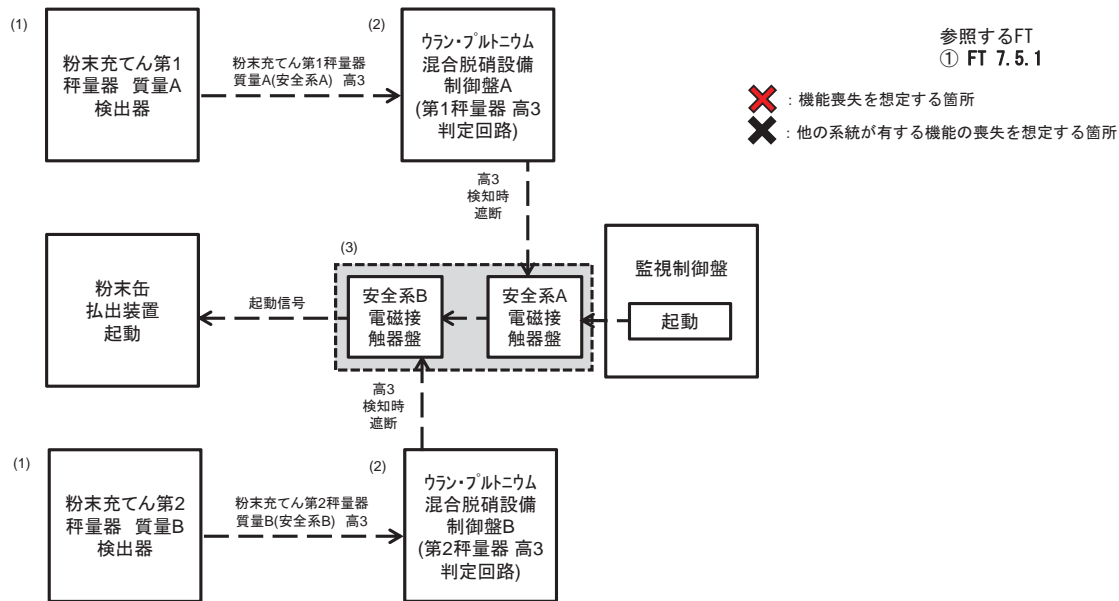 (1)
粉末充てん第1
秤量器 質量A
検出器
粉末充てん第1秤量器
質量A(安全系A) 高3
(2)
ウラン・プルトニウム
混合脱硝設備
制御盤A
(第1秤量器 高3
判定回路)
参照するFT
① FT 7.5.1
：機能喪失を想定する箇所
：他の系統が有する機能の喪失を想定する箇所
高3
検知時
遮断
粉末缶
払出装置
起動
起動信号
(3)
安全系B
電磁接
触器盤
安全系A
電磁接
触器盤
監視制御盤
起動
高3
検知時
遮断
(1)
粉末充てん第2
秤量器 質量B
検出器
粉末充てん第2秤量器
質量B(安全系B) 高3
(2)
ウラン・プルトニウム
混合脱硝設備
制御盤B
(第2秤量器 高3
判定回路)